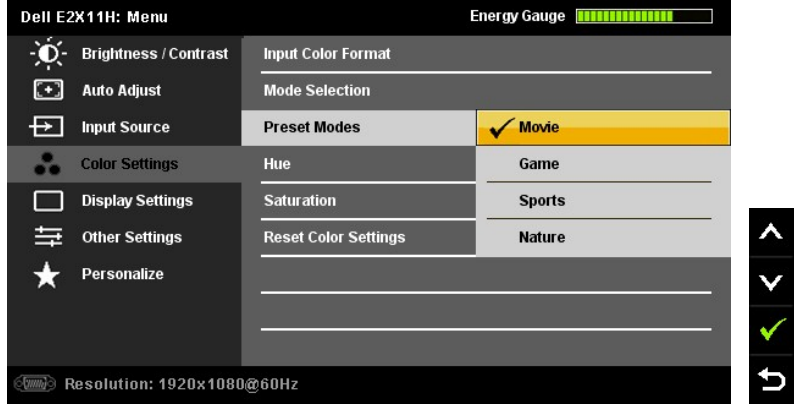 Dell E2X11H: Menu
Energy Gauge
Brightness / Contrast
Input Color Format
Auto Adjust
Mode Selection
Input Source
Preset Modes
Movie
Color Settings
Hue
Game
Display Settings
Saturation
Sports
Other Settings
Reset Color Settings
Nature
Personalize
Resolution: 1920x1080@60Hz